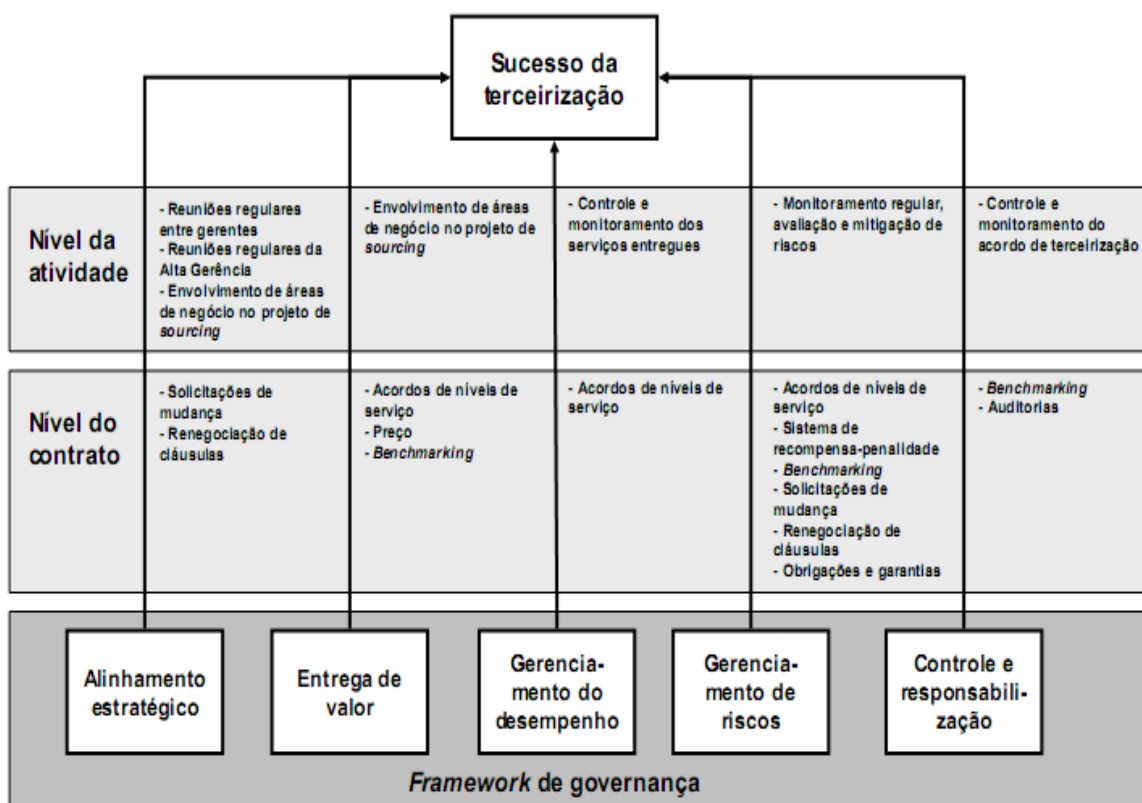 Sucesso da
terceirização
Nível da
atividade
- Reuniões regulares
entre gerentes
- Reuniões regulares da
Alta Gerência
- Envolvimento de áreas
de negócio no projeto de
sourcing
- Envolvimento de áreas
de negócio no projeto de
sourcing
- Controle e
monitoramento dos
serviços entregues
- Monitoramento regular,
avaliação e mitigação de
riscos
- Controle e
monitoramento do
acordo de terceirização
Nível do
contrato
- Solicitações de
mudança
- Renegociação de
cláusulas
- Acordos de níveis de
serviço
- Preço
- Benchmarking
- Acordos de níveis de
serviço
- Acordos de níveis de
serviço
- Sistema de
recompensa-penalidade
- Benchmarking
- Solicitações de
mudança
- Renegociação de
cláusulas
- Obrigações e garantias
- Benchmarking
- Auditorias
Alinhamento
estratégico
Entrega de
valor
Gerencia-
mento do
desempenho
Gerencia-
mento de
riscos
Controle e
responsabili-
zação
Framework de governança